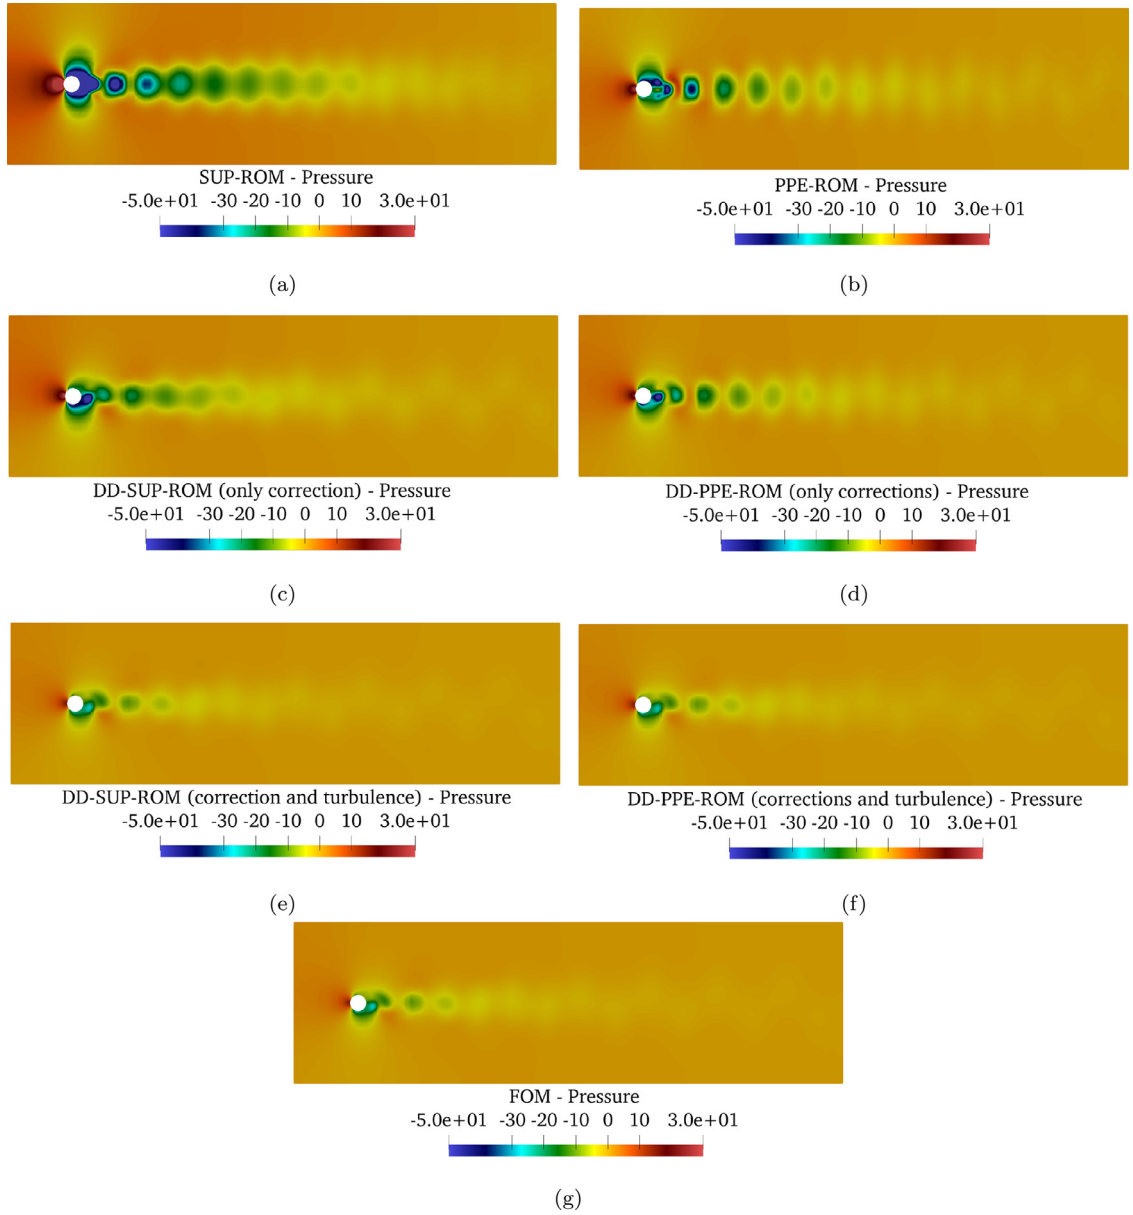 SUP-ROM - Pressure
-5.0e+01 -30 -20 -10 0 10 3.0e+01
(a)
PPE-ROM - Pressure
-5.0e+01 -30 -20 -10 0 10 3.0e+01
(b)
DD-SUP-ROM (only correction) - Pressure
-5.0e+01 -30 -20 -10 0 10 3.0e+01
(c)
DD-PPE-ROM (only corrections) - Pressure
-5.0e+01 -30 -20 -10 0 10 3.0e+01
(d)
DD-SUP-ROM (correction and turbulence) - Pressure
-5.0e+01 -30 -20 -10 0 10 3.0e+01
(e)
DD-PPE-ROM (corrections and turbulence) - Pressure
-5.0e+01 -30 -20 -10 0 10 3.0e+01
(f)
FOM - Pressure
-5.0e+01 -30 -20 -10 0 10 3.0e+01
(g)